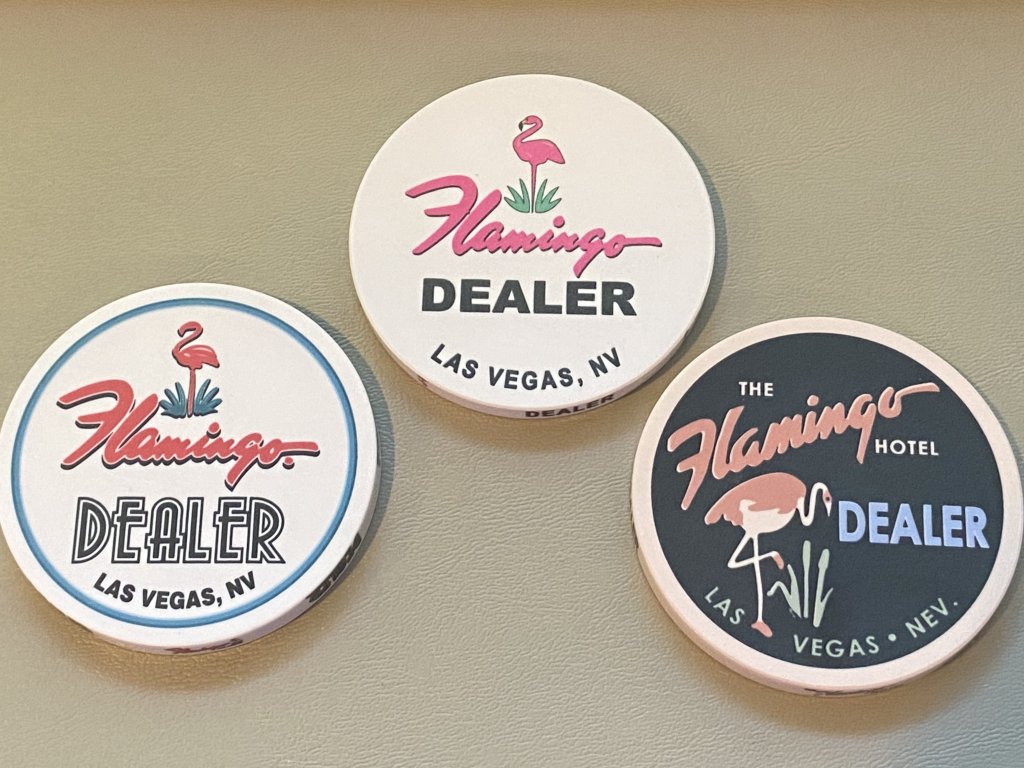 Flamingo
DEALER
LAS VEGAS, NV
DEALER
Flamingo.
DEALER
LAS VEGAS, NV
THE
Flamingo
HOTEL
DEALER
LAS VEGAS • NEV.